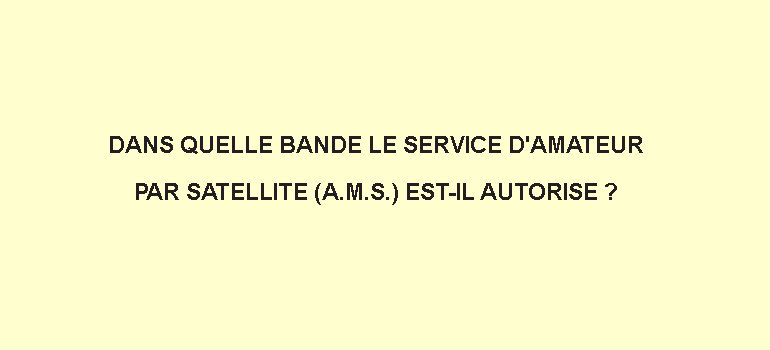 DANS QUELLE BANDE LE SERVICE D'AMATEUR
PAR SATELLITE (A.M.S.) EST-IL AUTORISE ?